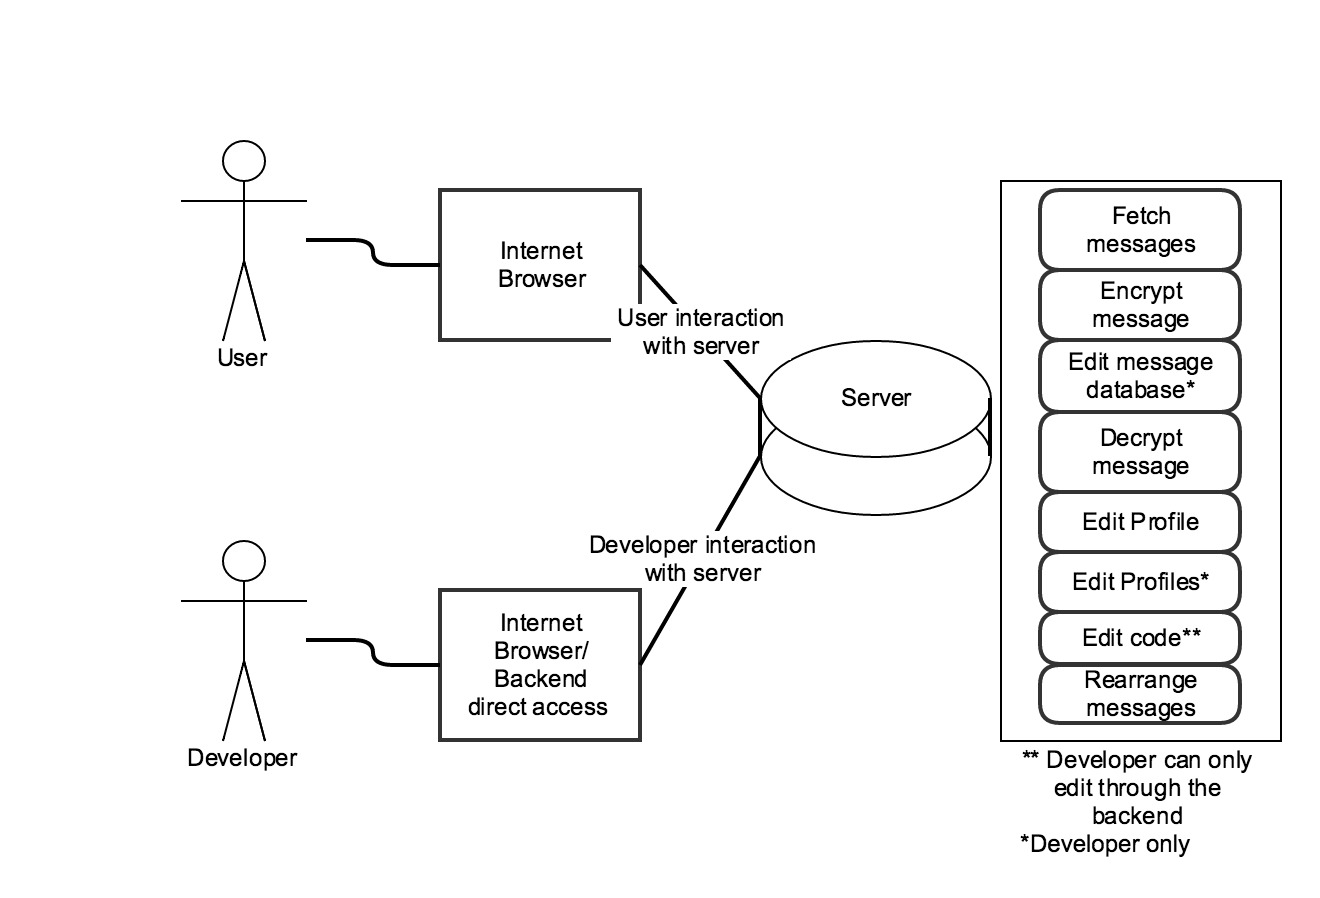 User
Internet
Browser
User interaction
with server
Server
Developer
Internet
Browser/
Backend
direct access
Developer interaction
with server
Fetch
messages
Encrypt
message
Edit message
database*
Decrypt
message
Edit Profile
Edit Profiles*
Edit code**
Rearrange
messages
** Developer can only
edit through the
backend
*Developer only